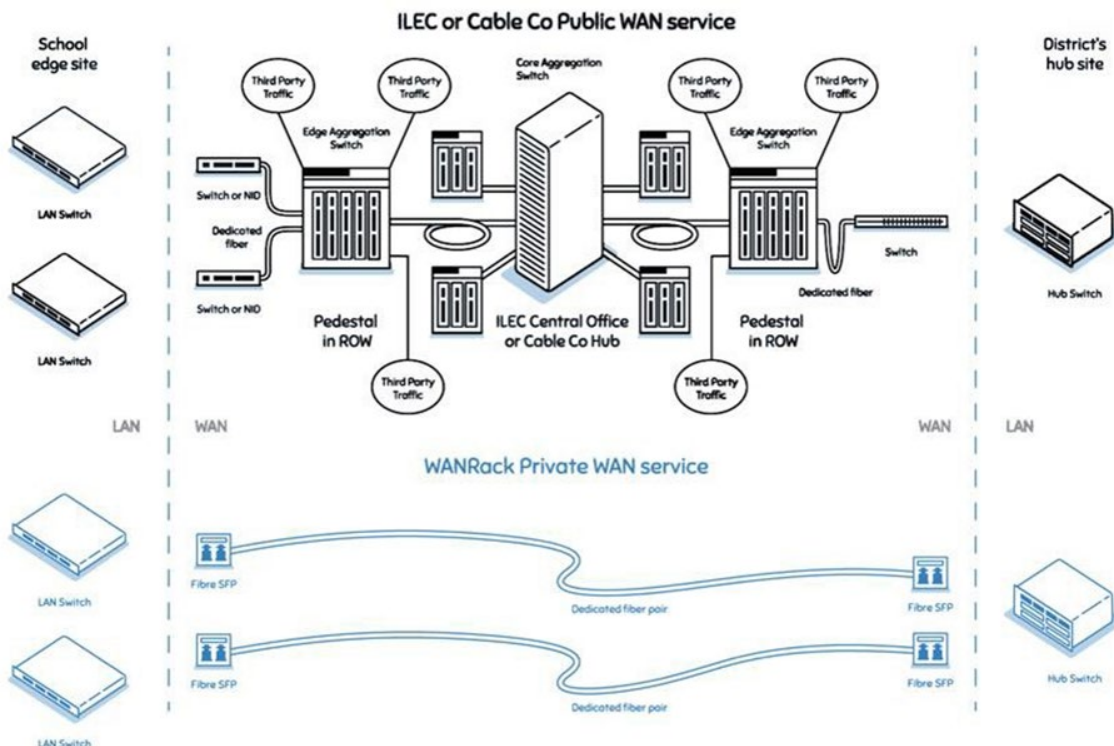 ILEC or Cable Co Public WAN service
School
edge site
District's
hub site
Third Party
Traffic
Third Party
Traffic
Core Aggregation
Switch
Third Party
Traffic
Third Party
Traffic
Edge Aggregation
Switch
Edge Aggregation
Switch
LAN Switch
Switch or NID
Dedicated
fiber
Switch or NID
Switch
Dedicated fiber
Hub Switch
LAN Switch
Pedestal
in ROW
ILEC Central Office
or Cable Co Hub
Pedestal
in ROW
Third Party
Traffic
Third Party
Traffic
LAN
WAN
WAN
LAN
WANRack Private WAN service
LAN Switch
Fibre SFP
Dedicated fiber pair
Fibre SFP
LAN Switch
Fibre SFP
Dedicated fiber pair
Fibre SFP
Hub Switch